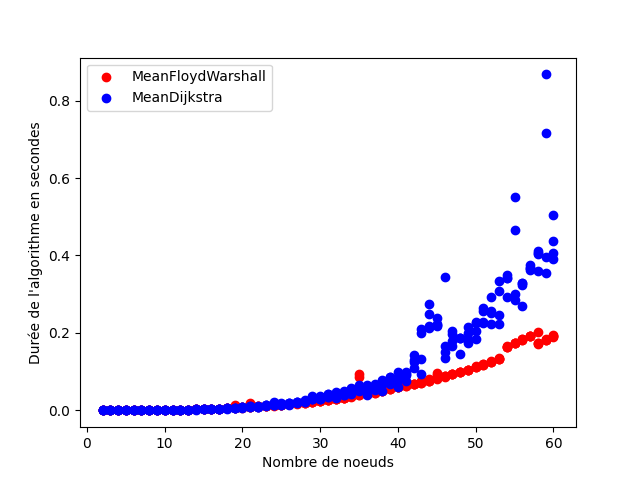 MeanFloydWarshall
MeanDijkstra
Durée de l'algorithme en secondes
0.8
0.6
0.4
0.2
0.0
0 10 20 30 40 50 60
Nombre de noeuds